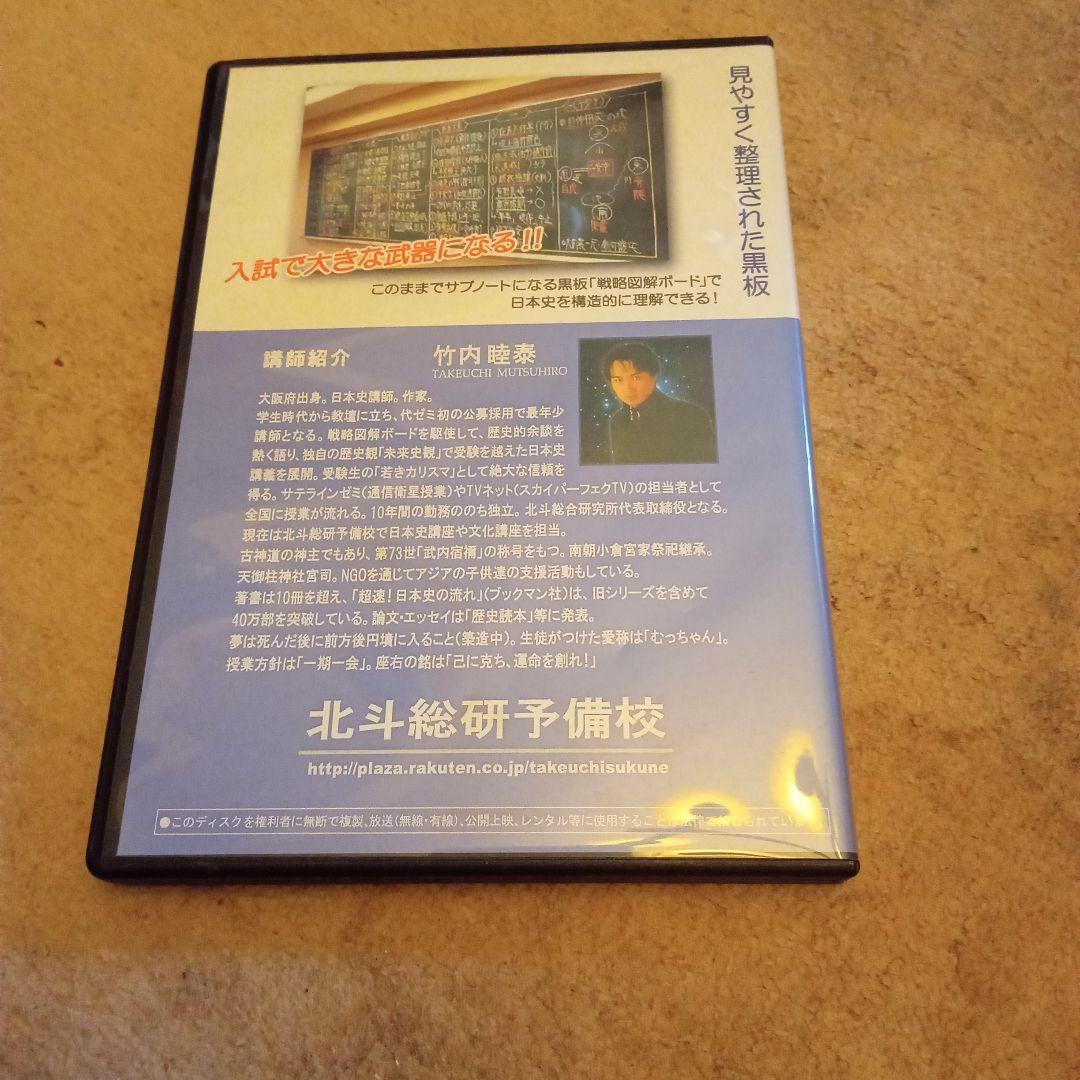 見やすく整理された黒板
入試で大きな武器になる!!
このままでサブノートになる黒板「戦略図解ボード」で
日本史を構造的に理解できる!
講師紹介
竹内睦泰
TAKEUCHI MUTSUHIRO
大阪府出身。日本史講師。作家。
学生時代から教壇に立ち、代ゼミ初の公募採用で最年少
講師となる。戦略図解ボードを駆使して、歴史的余談を
熱く語り、独自の歴史観「未来史観」で受験を越えた日本史
講義を展開。受験生の「若きカリスマ」として絶大な信頼を
得る。サテラインゼミ(通信衛星授業)やTVネット(スカイパーフェクTV)の担当者として
全国に授業が流れる。10年間の勤務ののち独立。北斗総合研究所代表取締役となる。
現在は北斗総研予備校で日本史講座や文化講座を担当。
古神道の神主でもあり、第73世「武内宿禰」の称号をもつ。南朝小倉宮家祭祀継承。
天御柱神社宮司。NGOを通じてアジアの子供達の支援活動もしている。
著書は10冊を超え、「超速!日本史の流れ」(ブックマン社)は、旧シリーズを含めて
40万部を突破している。論文・エッセイは「歴史読本」等に発表。
夢は死んだ後に前方後円墳に入ること(築造中)。生徒がつけた愛称は「むっちゃん」。
授業方針は「一期一会」。座右の銘は「己に克ち、運命を創れ!」
北斗総研予備校
http://plaza.rakuten.co.jp/takeuchisukune
●このディスクを権利者に無断で複製、放送(無線・有線)、公開上映、レンタル等に使用することは法律で禁じられています。